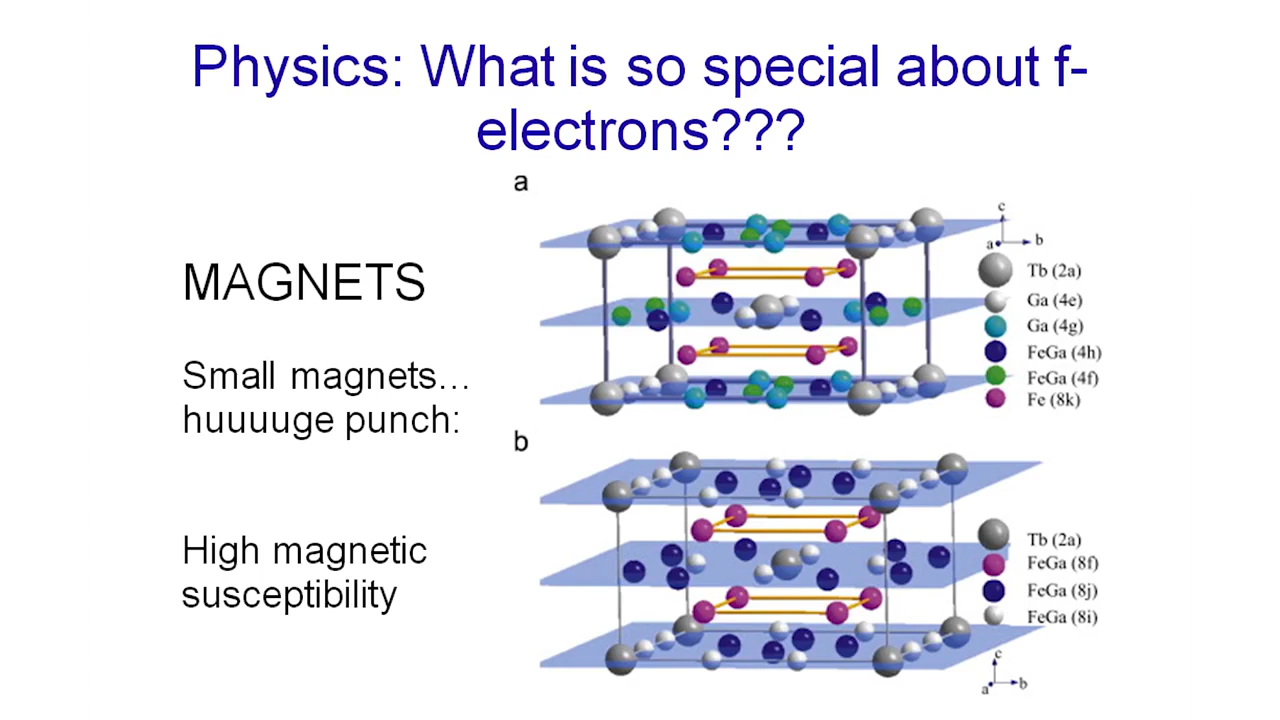 Physics: What is so special about f-
electrons???
MAGNETS
Small magnets...
huuuuge punch:
High magnetic
susceptibility
a
c
a
b
Tb (2a)
Ga (4e)
Ga (4g)
FeGa (4h)
FeGa (4f)
Fe (8k)
b
Tb (2a)
FeGa (8f)
FeGa (8j)
FeGa (8i)
c
a
b